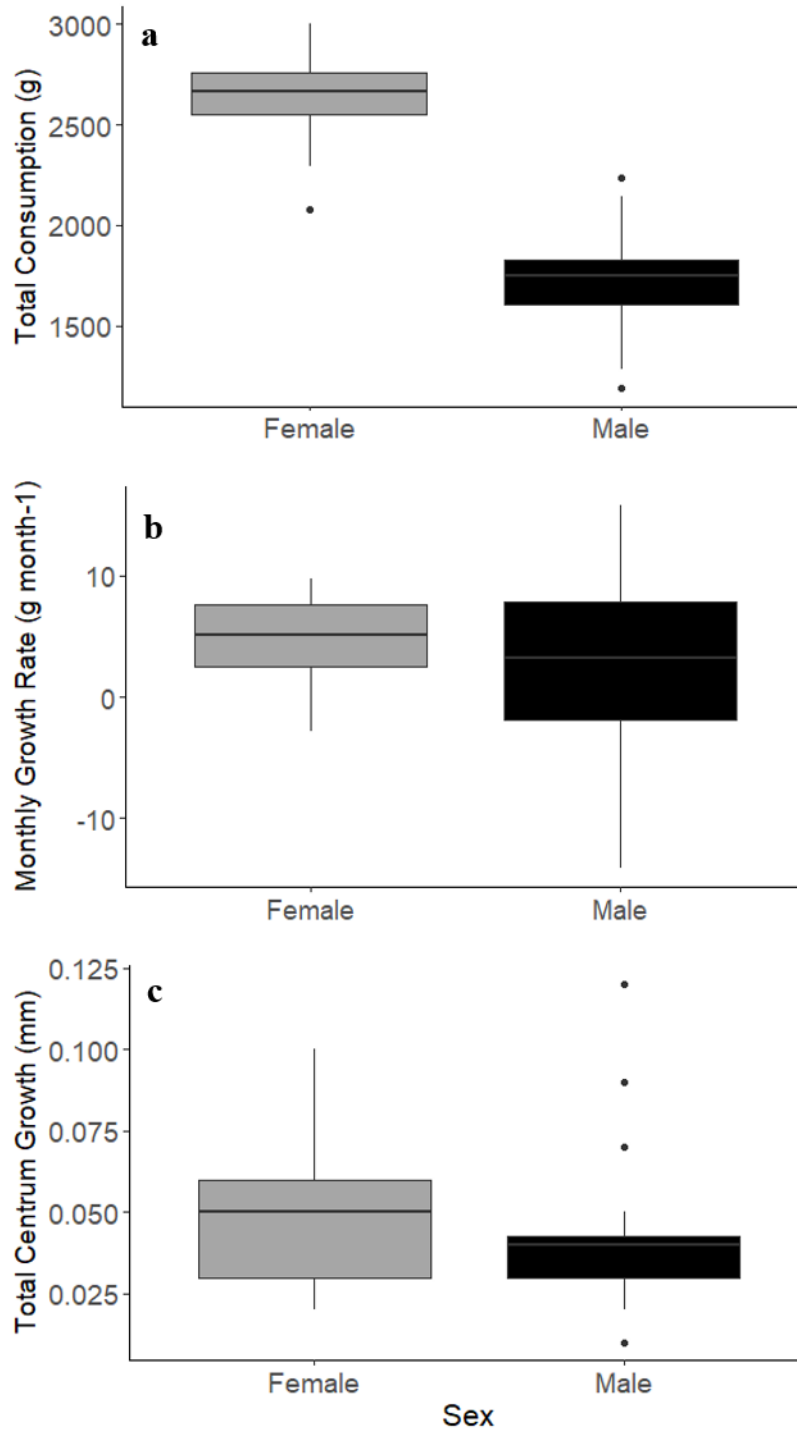 a
Total Consumption (g)
3000
2500
2000
1500
Female Male
b
Monthly Growth Rate (g month-1)
10
0
-10
Female Male
c
Total Centrum Growth (mm)
0.125
0.100
0.075
0.050
0.025
Female Male
Sex